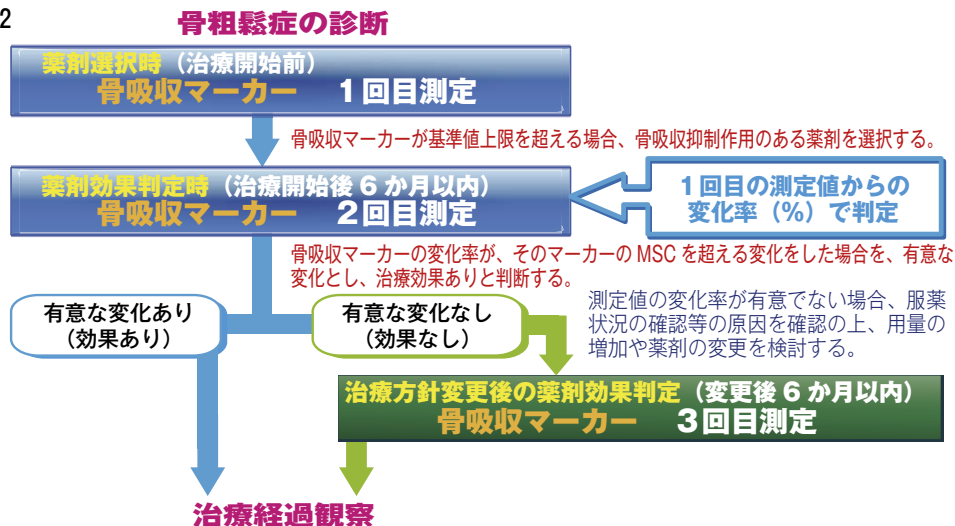 2
骨粗鬆症の診断
薬剤選択時（治療開始前）
骨吸収マーカー　1回目測定
骨吸収マーカーが基準値上限を超える場合、骨吸収抑制作用のある薬剤を選択する。
薬剤効果判定時（治療開始後6か月以内）
骨吸収マーカー　2回目測定
1回目の測定値からの
変化率（%）で判定
骨吸収マーカーの変化率が、そのマーカーのMSCを超える変化をした場合を、有意な
変化とし、治療効果ありと判断する。
有意な変化あり
（効果あり）
有意な変化なし
（効果なし）
測定値の変化率が有意でない場合、服薬
状況の確認等の原因を確認の上、用量の
増加や薬剤の変更を検討する。
治療方針変更後の薬剤効果判定（変更後6か月以内）
骨吸収マーカー　3回目測定
治療経過観察